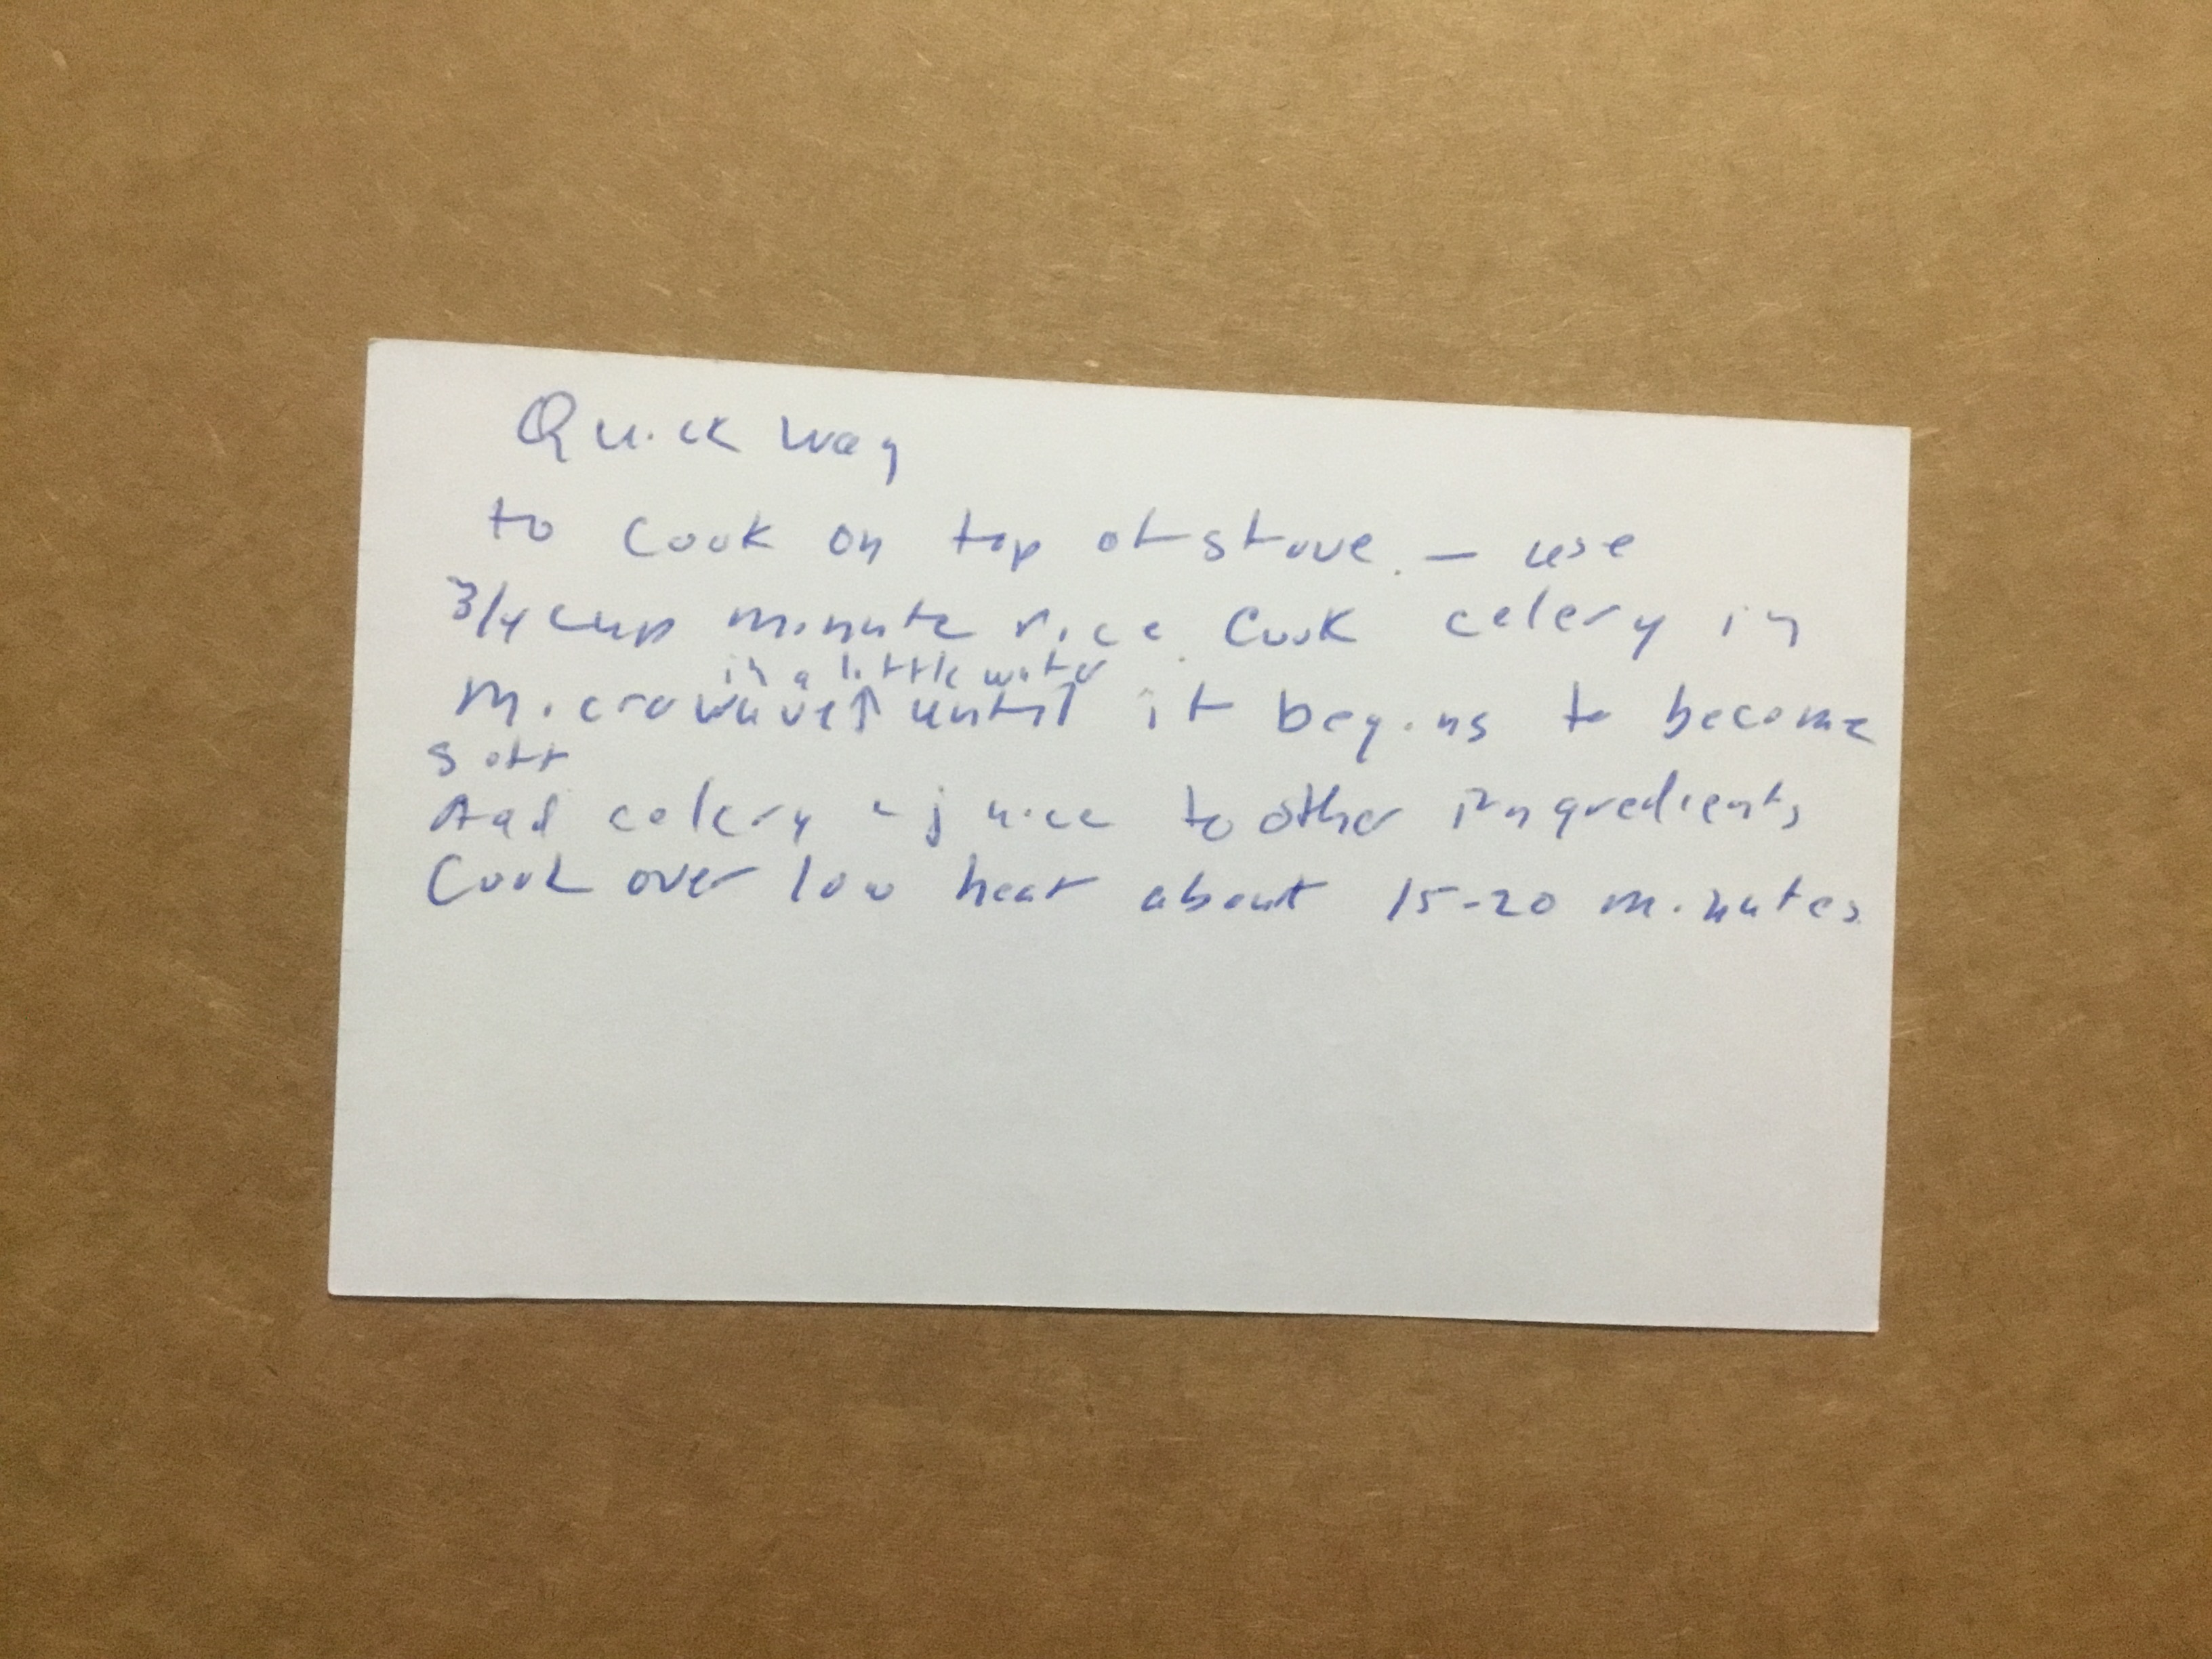 Quick way
to cook on top of stove. — use
3/4 cup minute rice. Cook celery in
in a little water
microwave ↑ until it begins to become
soft
Add celery + juice to other ingredients
Cook over low heat about 15-20 minutes